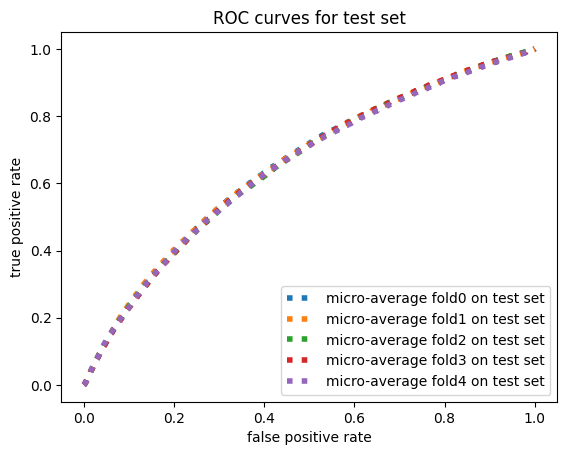 ROC curves for test set
true positive rate
1.0
0.8
0.6
0.4
0.2
0.0
micro-average fold0 on test set
micro-average fold1 on test set
micro-average fold2 on test set
micro-average fold3 on test set
micro-average fold4 on test set
0.0 0.2 0.4 0.6 0.8 1.0
false positive rate